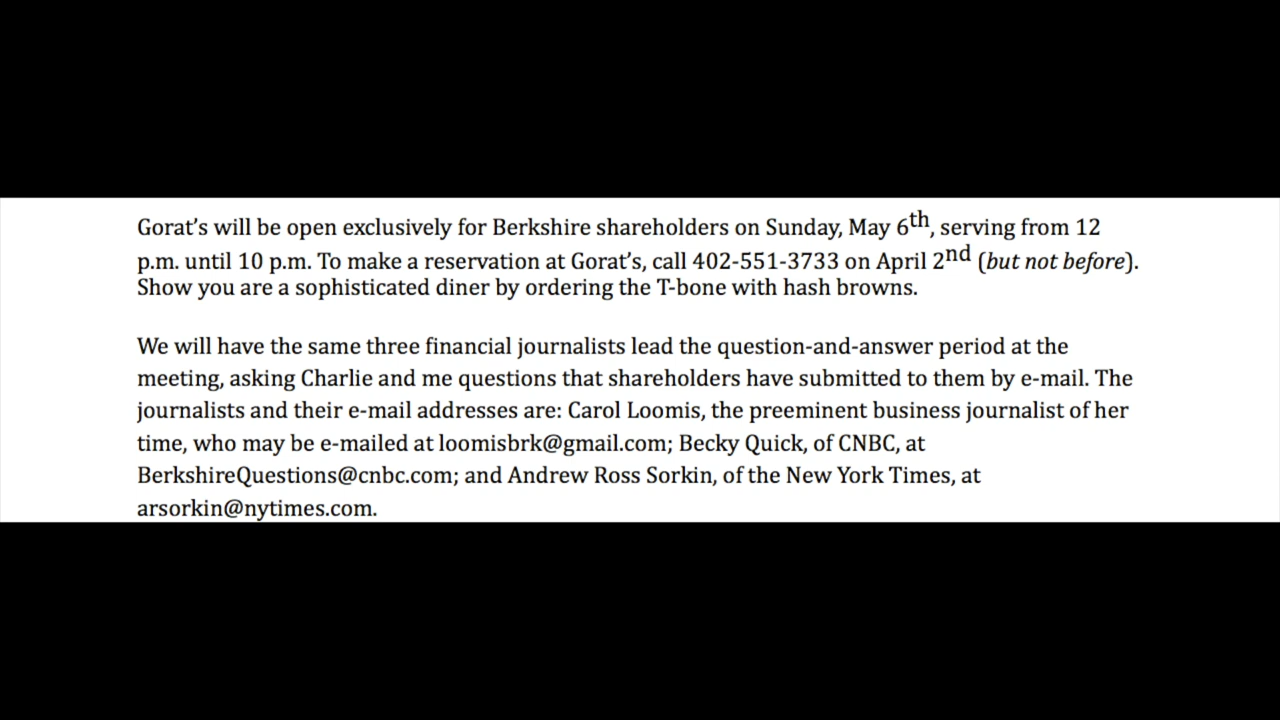 Gorat’s will be open exclusively for Berkshire shareholders on Sunday, May 6th, serving from 12
p.m. until 10 p.m. To make a reservation at Gorat’s, call 402-551-3733 on April 2nd (but not before).
Show you are a sophisticated diner by ordering the T-bone with hash browns.
We will have the same three financial journalists lead the question-and-answer period at the
meeting, asking Charlie and me questions that shareholders have submitted to them by e-mail. The
journalists and their e-mail addresses are: Carol Loomis, the preeminent business journalist of her
time, who may be e-mailed at loomisbrk@gmail.com; Becky Quick, of CNBC, at
BerkshireQuestions@cnbc.com; and Andrew Ross Sorkin, of the New York Times, at
arsorkin@nytimes.com.